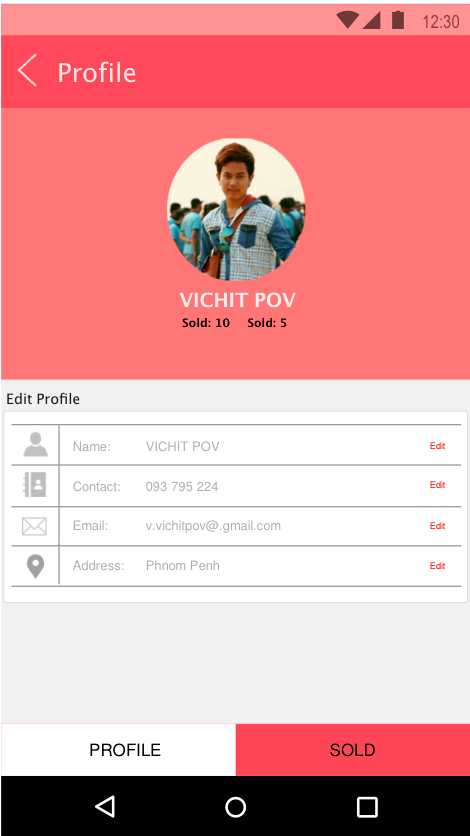 12:30
Profile
VICHIT POV
Sold: 10 Sold: 5
Edit Profile
Name: VICHIT POV Edit
Contact: 093 795 224 Edit
Email: v.vichitpov@.gmail.com Edit
Address: Phnom Penh Edit
PROFILE SOLD